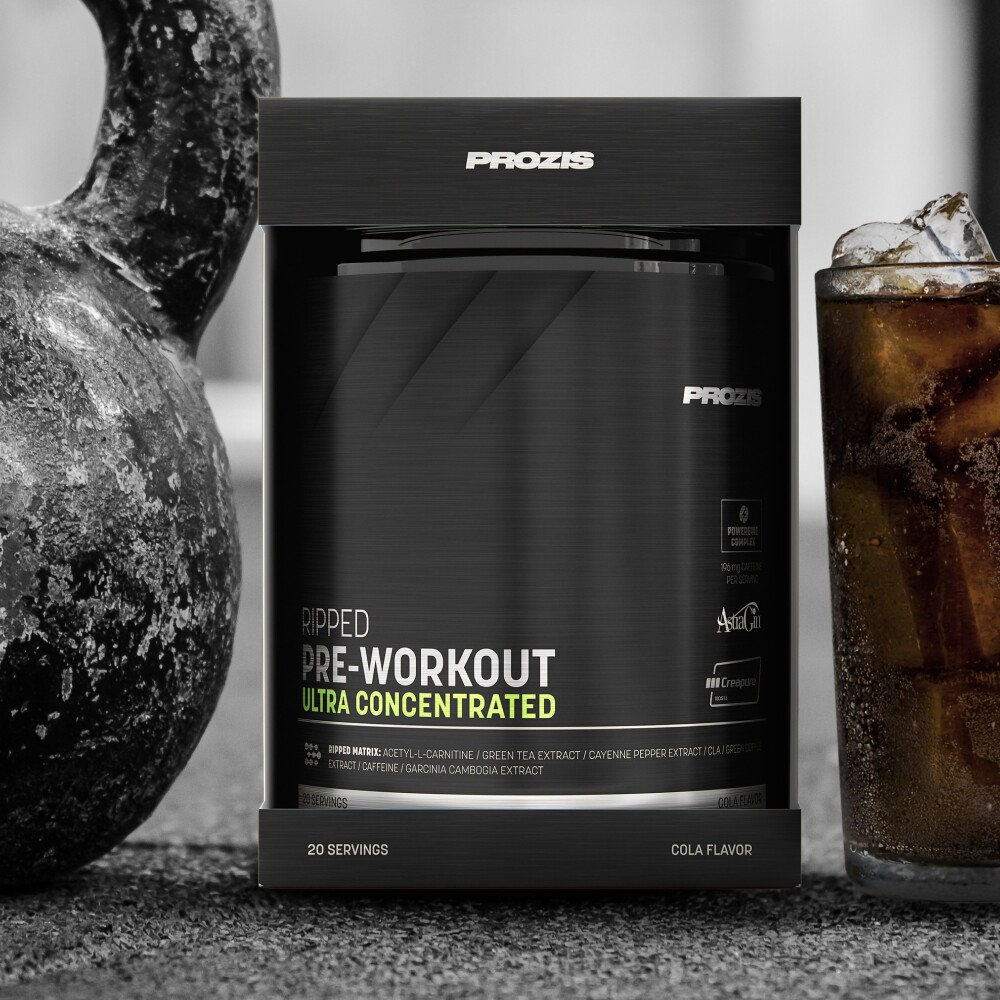 PROZIS
PROZIS
POWERING
COMPLEX
196 mg CAFFEINE
PER SERVING
AstraGin
Creapure
RIPPED
PRE-WORKOUT
ULTRA CONCENTRATED
RIPPED MATRIX: ACETYL-L-CARNITINE / GREEN TEA EXTRACT / CAYENNE PEPPER EXTRACT / CLA / GREEN COFFEE
EXTRACT / CAFFEINE / GARCINIA CAMBOGIA EXTRACT
20 SERVINGS COLA FLAVOR
20 SERVINGS COLA FLAVOR